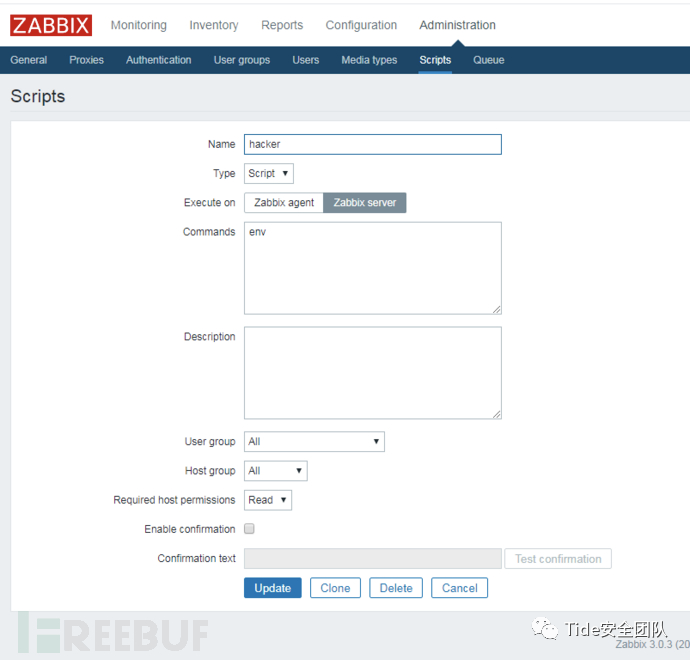 ZABBIX Monitoring Inventory Reports Configuration Administration
General Proxies Authentication User groups Users Media types Scripts Queue
Scripts
Name hacker
Type Script
Execute on Zabbix agent Zabbix server
Commands env
Description
User group All
Host group All
Required host permissions Read
Enable confirmation
Confirmation text Test confirmation
Update Clone Delete Cancel
FREEBUF
Tide安全团队
Zabbix 3.0.3 (20